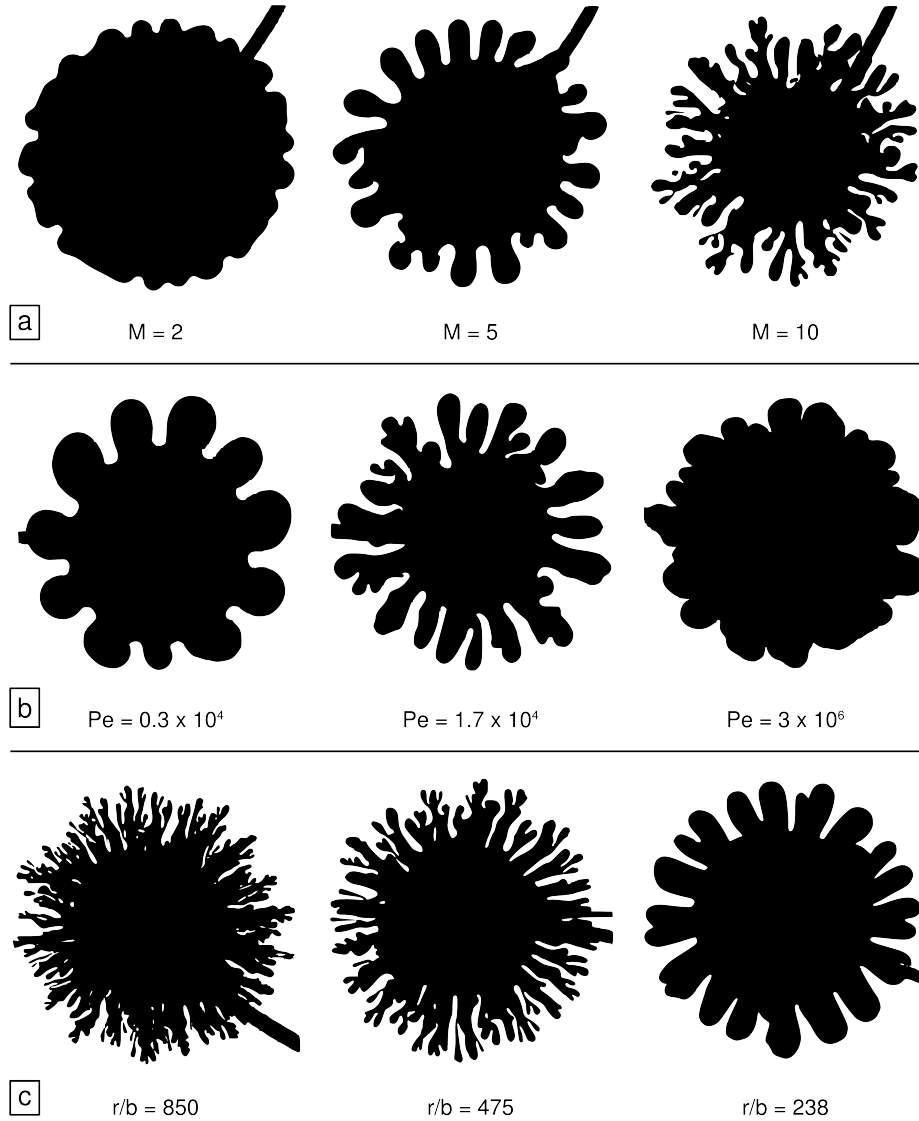 a
M = 2 M = 5 M = 10
b
Pe = 0.3 x 10⁴ Pe = 1.7 x 10⁴ Pe = 3 x 10⁶
c
r/b = 850 r/b = 475 r/b = 238